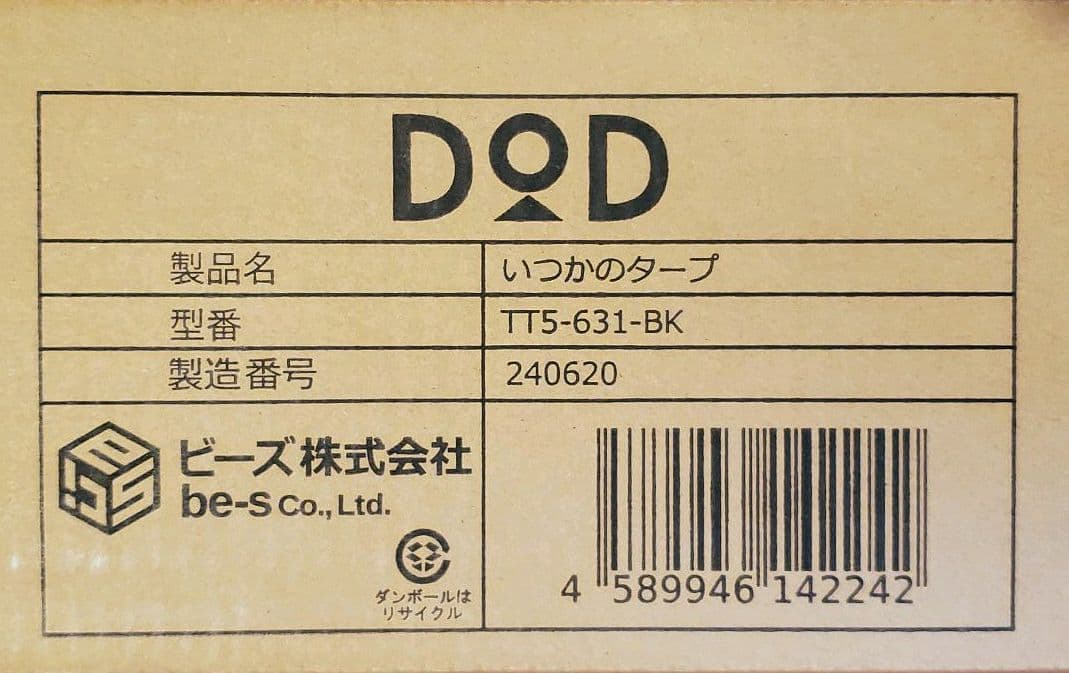 DOD
製品名 いつかのタープ
型番 TT5-631-BK
製造番号 240620
ビーズ株式会社
be-s Co., Ltd.
ダンボールは
リサイクル
4 589946 142242